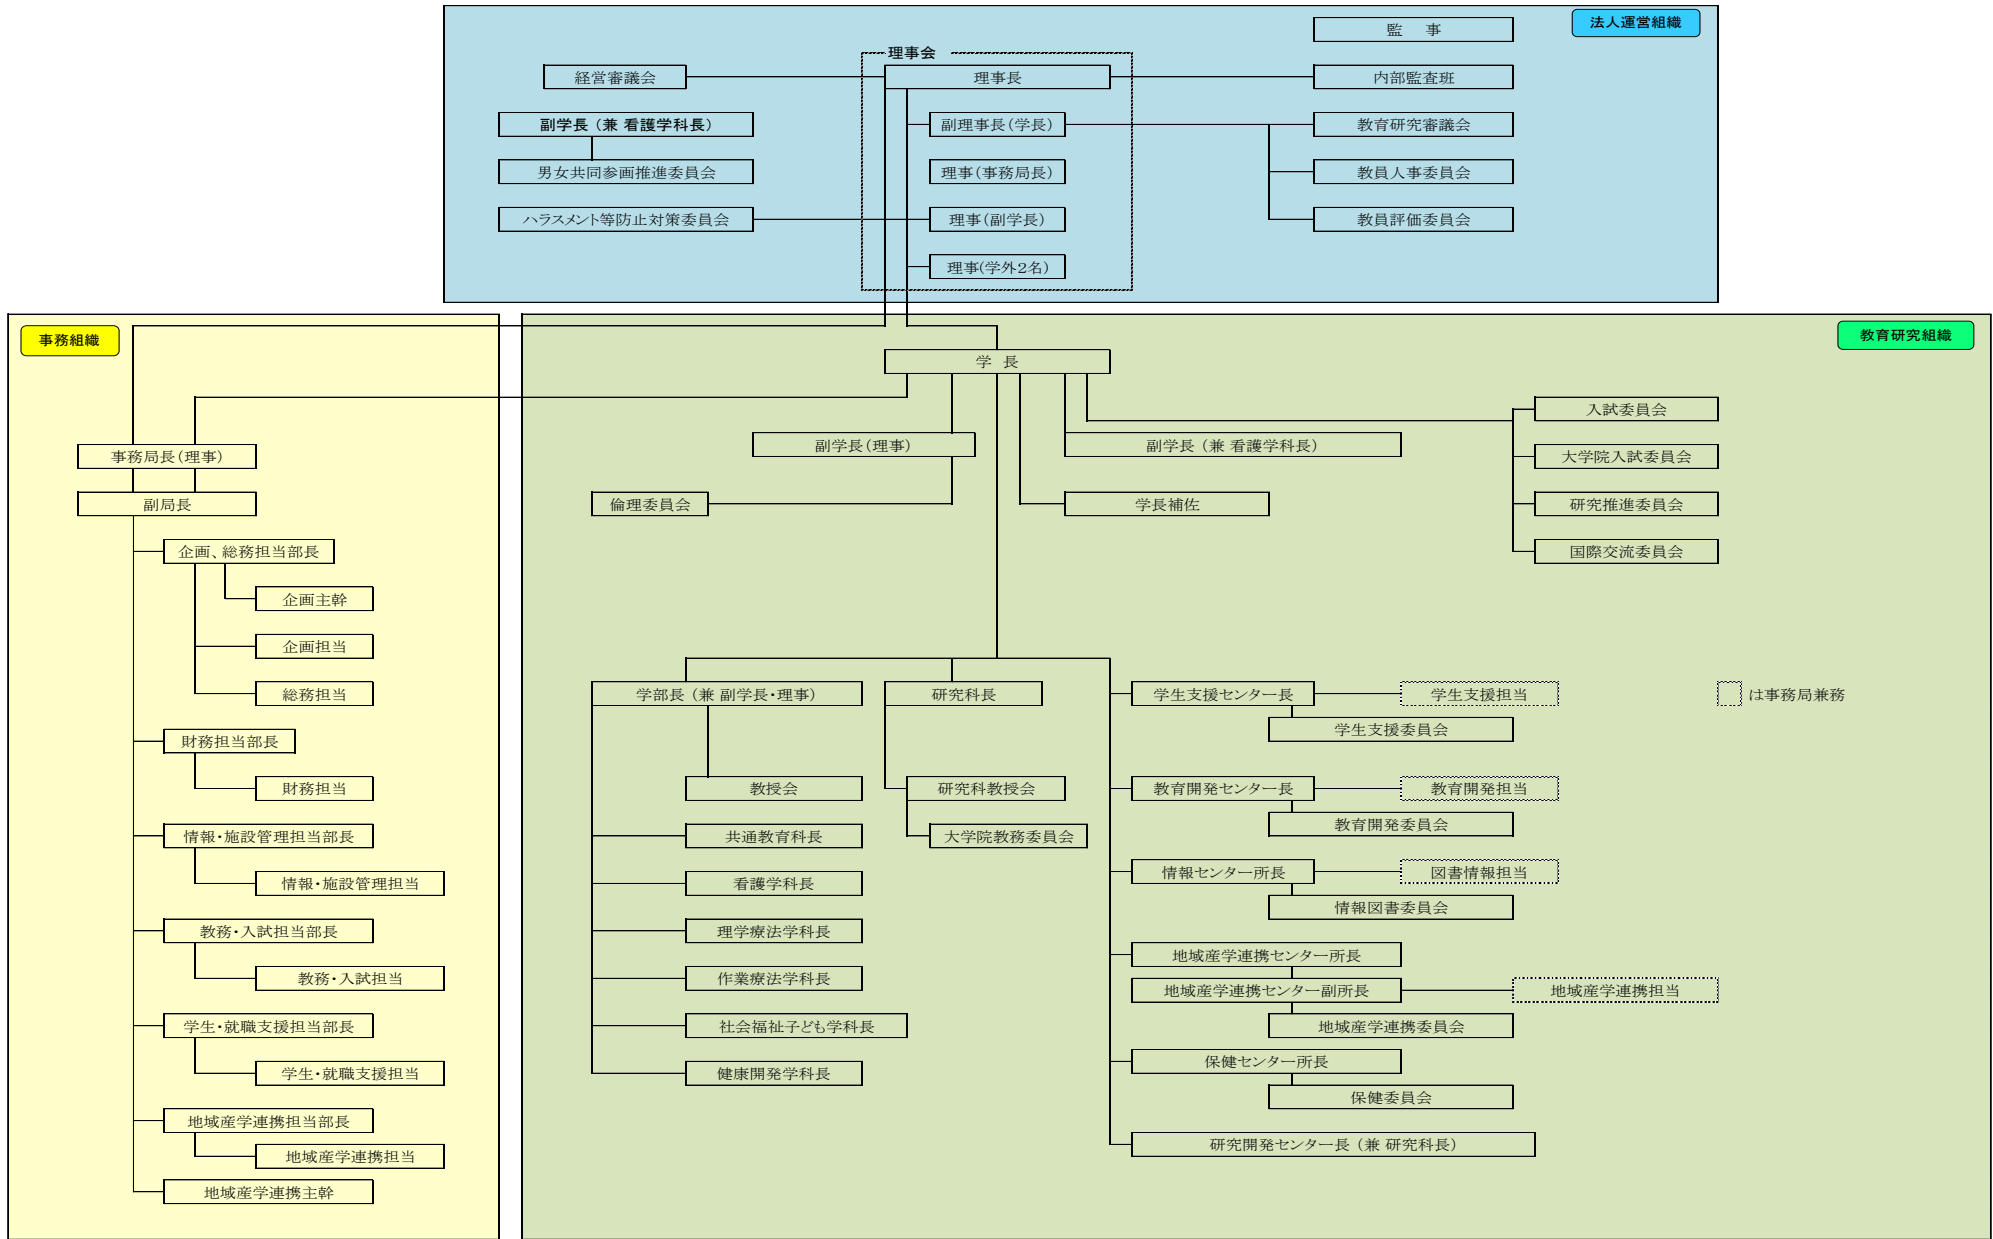 法人運営組織
監 事
理事会
経営審議会
理事長
内部監査班
副学長（兼 看護学科長）
副理事長（学長）
教育研究審議会
男女共同参画推進委員会
理事（事務局長）
教員人事委員会
ハラスメント等防止対策委員会
理事（副学長）
教員評価委員会
理事（学外2名）
事務組織
事務局長（理事）
副局長
企画、総務担当部長
企画主幹
企画担当
総務担当
財務担当部長
財務担当
情報・施設管理担当部長
情報・施設管理担当
教務・入試担当部長
教務・入試担当
学生・就職支援担当部長
学生・就職支援担当
地域産学連携担当部長
地域産学連携担当
地域産学連携主幹
教育研究組織
学 長
入試委員会
副学長（理事）
副学長（兼 看護学科長）
大学院入試委員会
倫理委員会
学長補佐
研究推進委員会
国際交流委員会
学部長（兼 副学長・理事）
教授会
共通教育科長
看護学科長
理学療法学科長
作業療法学科長
社会福祉子ども学科長
健康開発学科長
研究科長
研究科教授会
大学院教務委員会
学生支援センター長
学生支援担当
は事務局兼務
学生支援委員会
教育開発センター長
教育開発担当
教育開発委員会
情報センター所長
図書情報担当
情報図書委員会
地域産学連携センター所長
地域産学連携センター副所長
地域産学連携担当
地域産学連携委員会
保健センター所長
保健委員会
研究開発センター長（兼 研究科長）